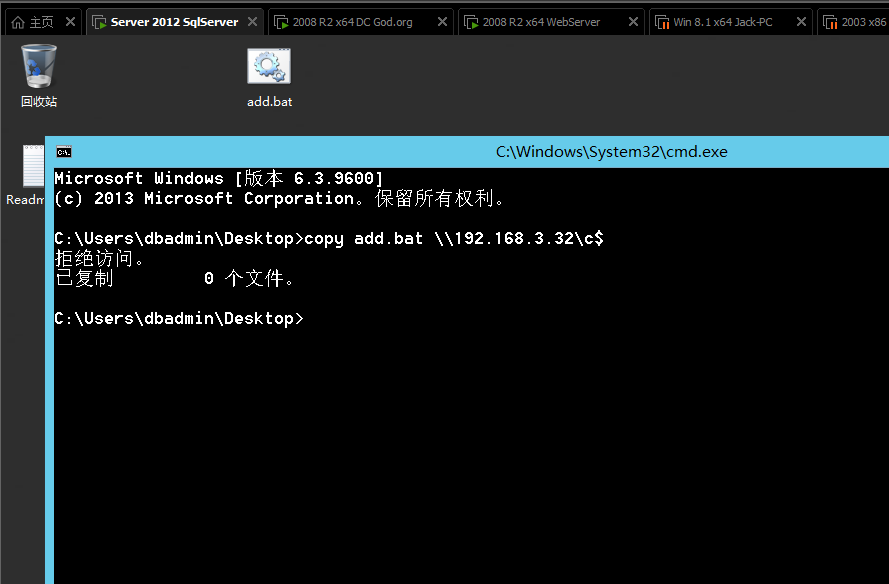 主页
Server 2012 SqlServer
2008 R2 x64 DC God.org
2008 R2 x64 WebServer
Win 8.1 x64 Jack-PC
2003 x86
回收站
add.bat
Readm
C:\Windows\System32\cmd.exe
Microsoft Windows [版本 6.3.9600]
(c) 2013 Microsoft Corporation。保留所有权利。
C:\Users\dbadmin\Desktop>copy add.bat \\192.168.3.32\c$
拒绝访问。
已复制         0 个文件。
C:\Users\dbadmin\Desktop>